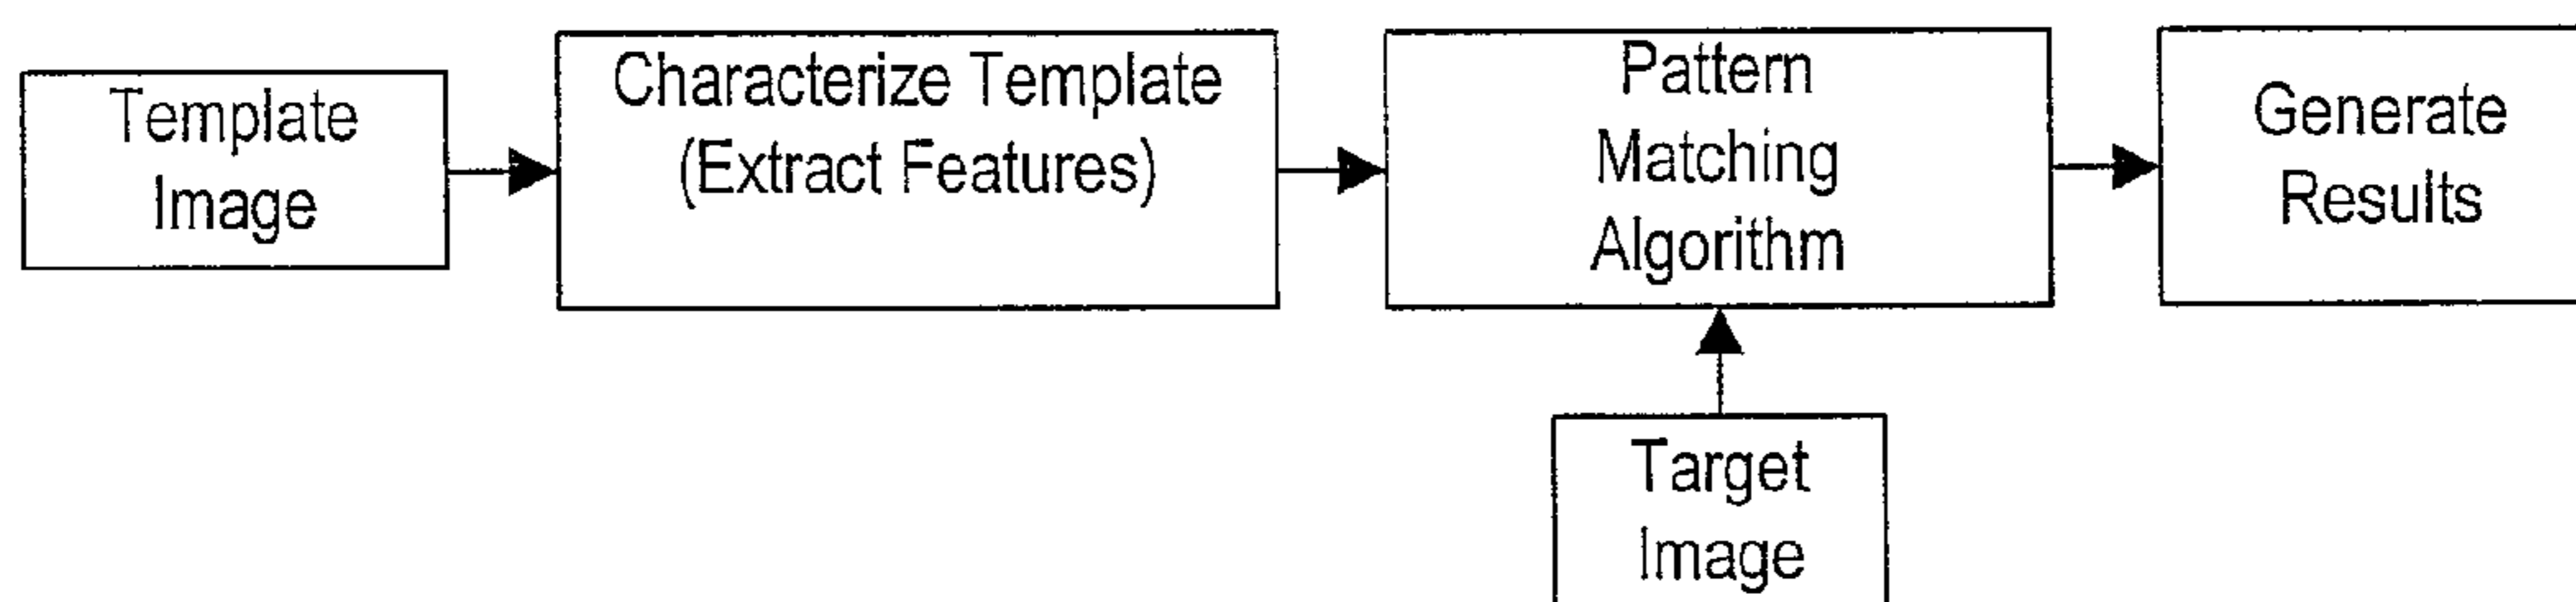 Template
Image
Characterize Template
(Extract Features)
Pattern
Matching
Algorithm
Generate
Results
Target
Image